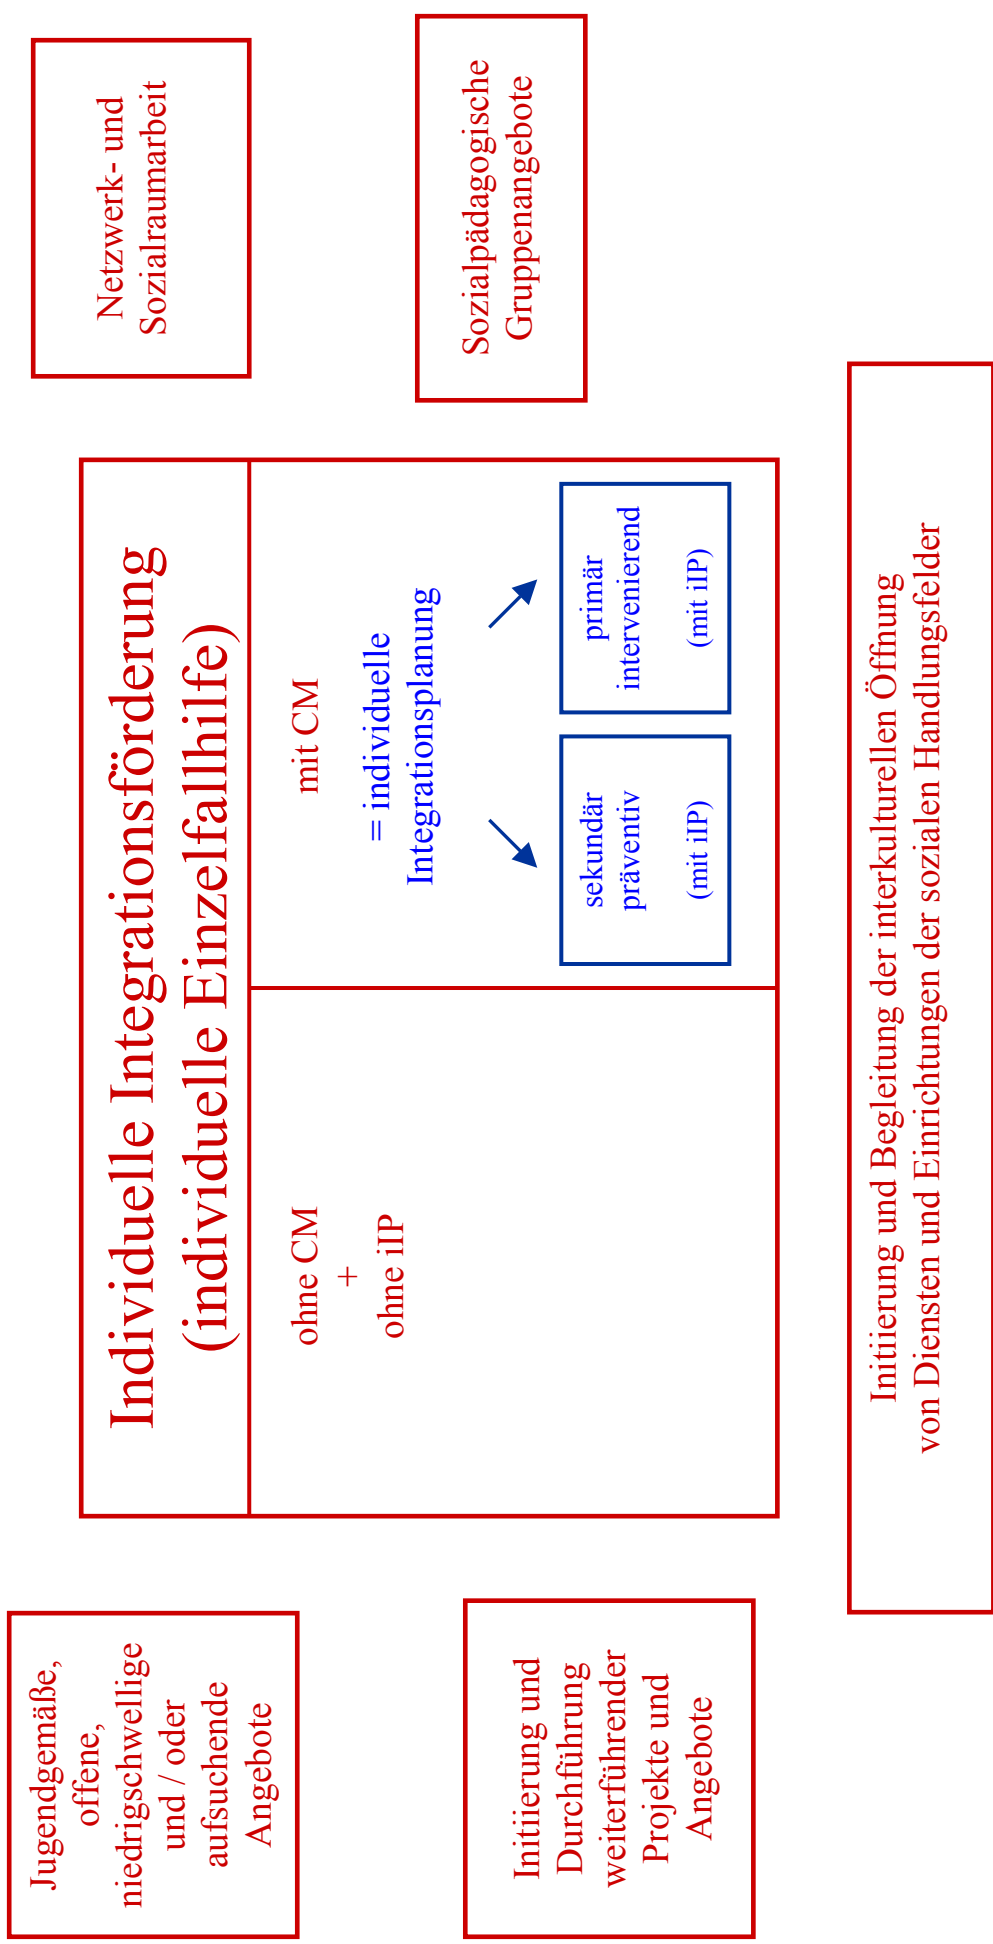 Jugendgemäße,
offene,
niedrigschwellige
und / oder
aufsuchende
Angebote
Individuelle Integrationsförderung
(individuelle Einzelfallhilfe)
Netzwerk- und
Sozialraumarbeit
ohne CM
+
ohne iIP
mit CM
= individuelle
Integrationsplanung
sekundär
präventiv
(mit iIP)
primär
intervenierend
(mit iIP)
Initiierung und
Durchführung
weiterführender
Projekte und
Angebote
Sozialpädagogische
Gruppenangebote
Initiierung und Begleitung der interkulturellen Öffnung
von Diensten und Einrichtungen der sozialen Handlungsfelder